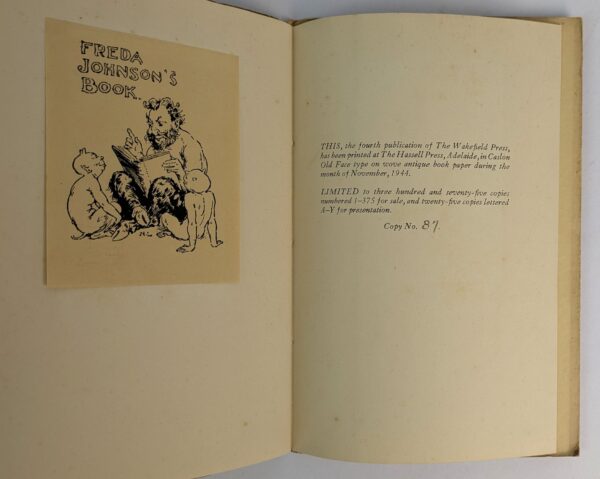 FREDA
JOHNSON'S
BOOK.
THIS, the fourth publication of The Wakefield Press,
has been printed at The Hassell Press, Adelaide, in Caslon
Old Face type on wove antique book paper during the
month of November, 1944.
LIMITED to three hundred and seventy-five copies
numbered 1-375 for sale, and twenty-five copies lettered
A-Y for presentation.
Copy No. 87.